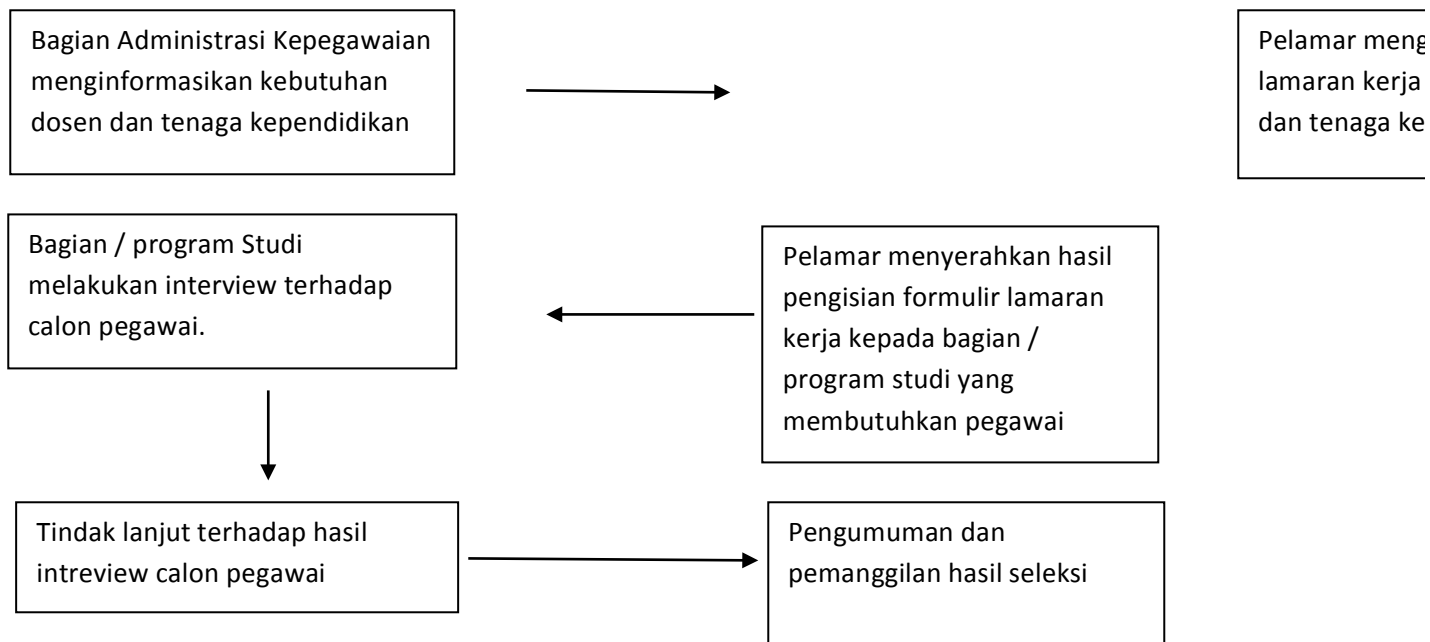 Bagian Administrasi Kepegawaian
menginformasikan kebutuhan
dosen dan tenaga kependidikan
Pelamar
lamaran kerja
dan tenaga
Bagian / program Studi
melakukan interview terhadap
calon pegawai.
Pelamar menyerahkan hasil
pengisian formulir lamaran
kerja kepada bagian /
program studi yang
membutuhkan pegawai
Tindak lanjut terhadap hasil
intreview calon pegawai
Pengumuman dan
pemanggilan hasil seleksi